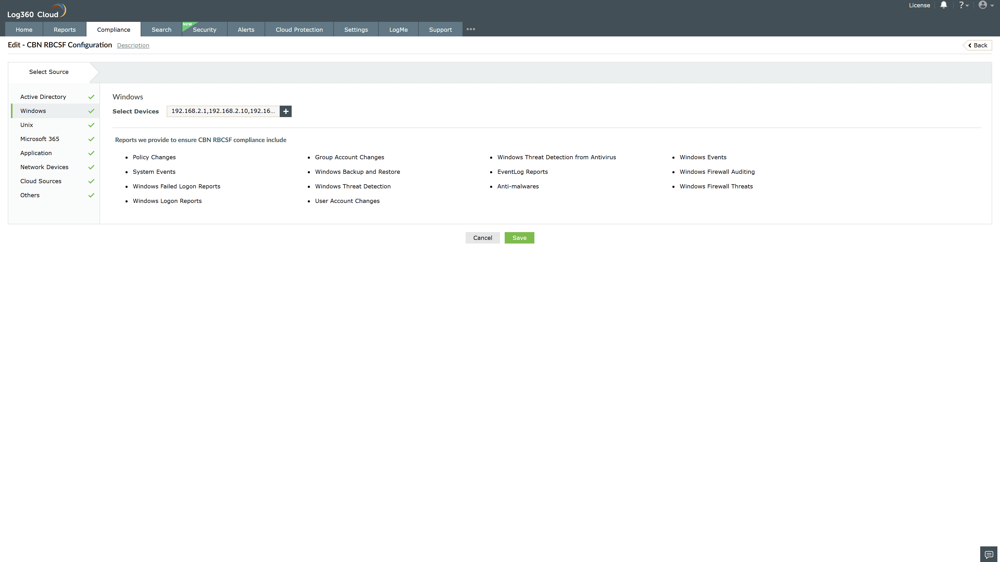 License
Log360 Cloud
Home Reports Compliance Search NEW Security Alerts Cloud Protection Settings LogMe Support
Edit - CBN RBCSF Configuration Description
Back
Select Source
Active Directory
Windows
Unix
Microsoft 365
Application
Network Devices
Cloud Sources
Others
Windows
Select Devices 192.168.2.1,192.168.2.10,192.16...
Reports we provide to ensure CBN RBCSF compliance include
Policy Changes Group Account Changes Windows Threat Detection from Antivirus Windows Events
System Events Windows Backup and Restore EventLog Reports Windows Firewall Auditing
Windows Failed Logon Reports Windows Threat Detection Anti-malwares Windows Firewall Threats
Windows Logon Reports User Account Changes
Cancel Save